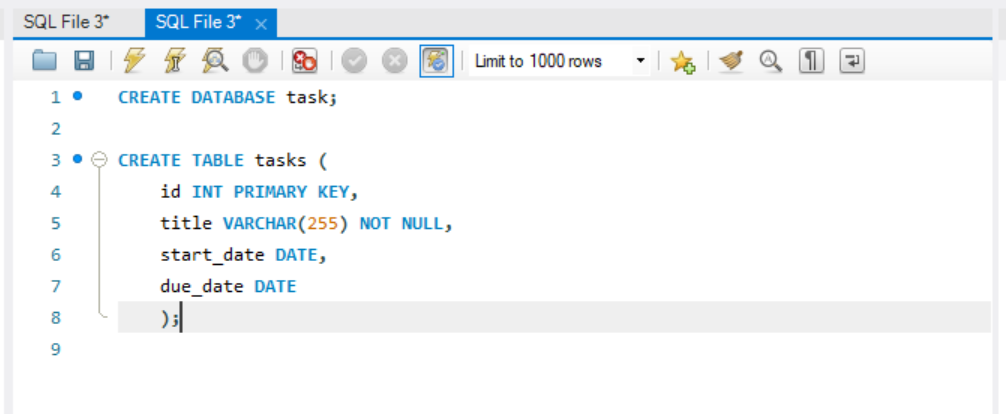 SQL File 3* SQL File 3*
Limit to 1000 rows
1 CREATE DATABASE task;
2
3 CREATE TABLE tasks (
4 id INT PRIMARY KEY,
5 title VARCHAR(255) NOT NULL,
6 start_date DATE,
7 due_date DATE
8 );
9